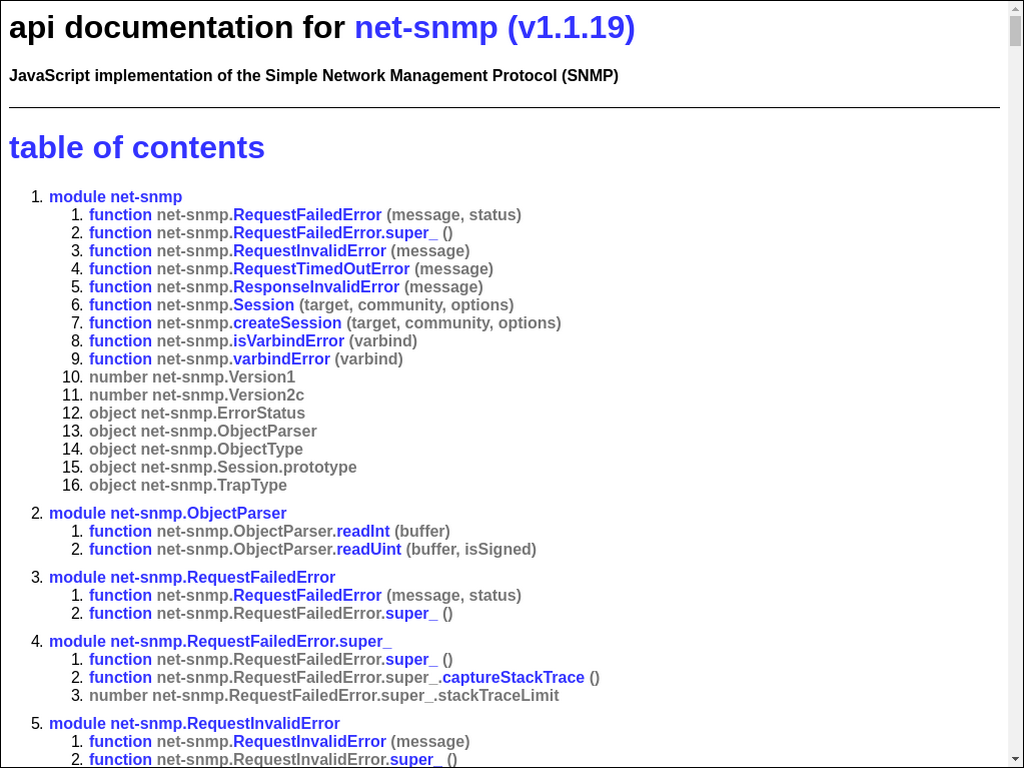 api documentation for net-snmp (v1.1.19)
JavaScript implementation of the Simple Network Management Protocol (SNMP)
table of contents
1. module net-snmp
1. function net-snmp.RequestFailedError (message, status)
2. function net-snmp.RequestFailedError.super_ ()
3. function net-snmp.RequestInvalidError (message)
4. function net-snmp.RequestTimedOutError (message)
5. function net-snmp.ResponseInvalidError (message)
6. function net-snmp.Session (target, community, options)
7. function net-snmp.createSession (target, community, options)
8. function net-snmp.isVarbindError (varbind)
9. function net-snmp.varbindError (varbind)
10. number net-snmp.Version1
11. number net-snmp.Version2c
12. object net-snmp.ErrorStatus
13. object net-snmp.ObjectParser
14. object net-snmp.ObjectType
15. object net-snmp.Session.prototype
16. object net-snmp.TrapType
2. module net-snmp.ObjectParser
1. function net-snmp.ObjectParser.readInt (buffer)
2. function net-snmp.ObjectParser.readUint (buffer, isSigned)
3. module net-snmp.RequestFailedError
1. function net-snmp.RequestFailedError (message, status)
2. function net-snmp.RequestFailedError.super_ ()
4. module net-snmp.RequestFailedError.super_
1. function net-snmp.RequestFailedError.super_ ()
2. function net-snmp.RequestFailedError.super_.captureStackTrace ()
3. number net-snmp.RequestFailedError.super_.stackTraceLimit
5. module net-snmp.RequestInvalidError
1. function net-snmp.RequestInvalidError (message)
2. function net-snmp.RequestInvalidError.super_ ()